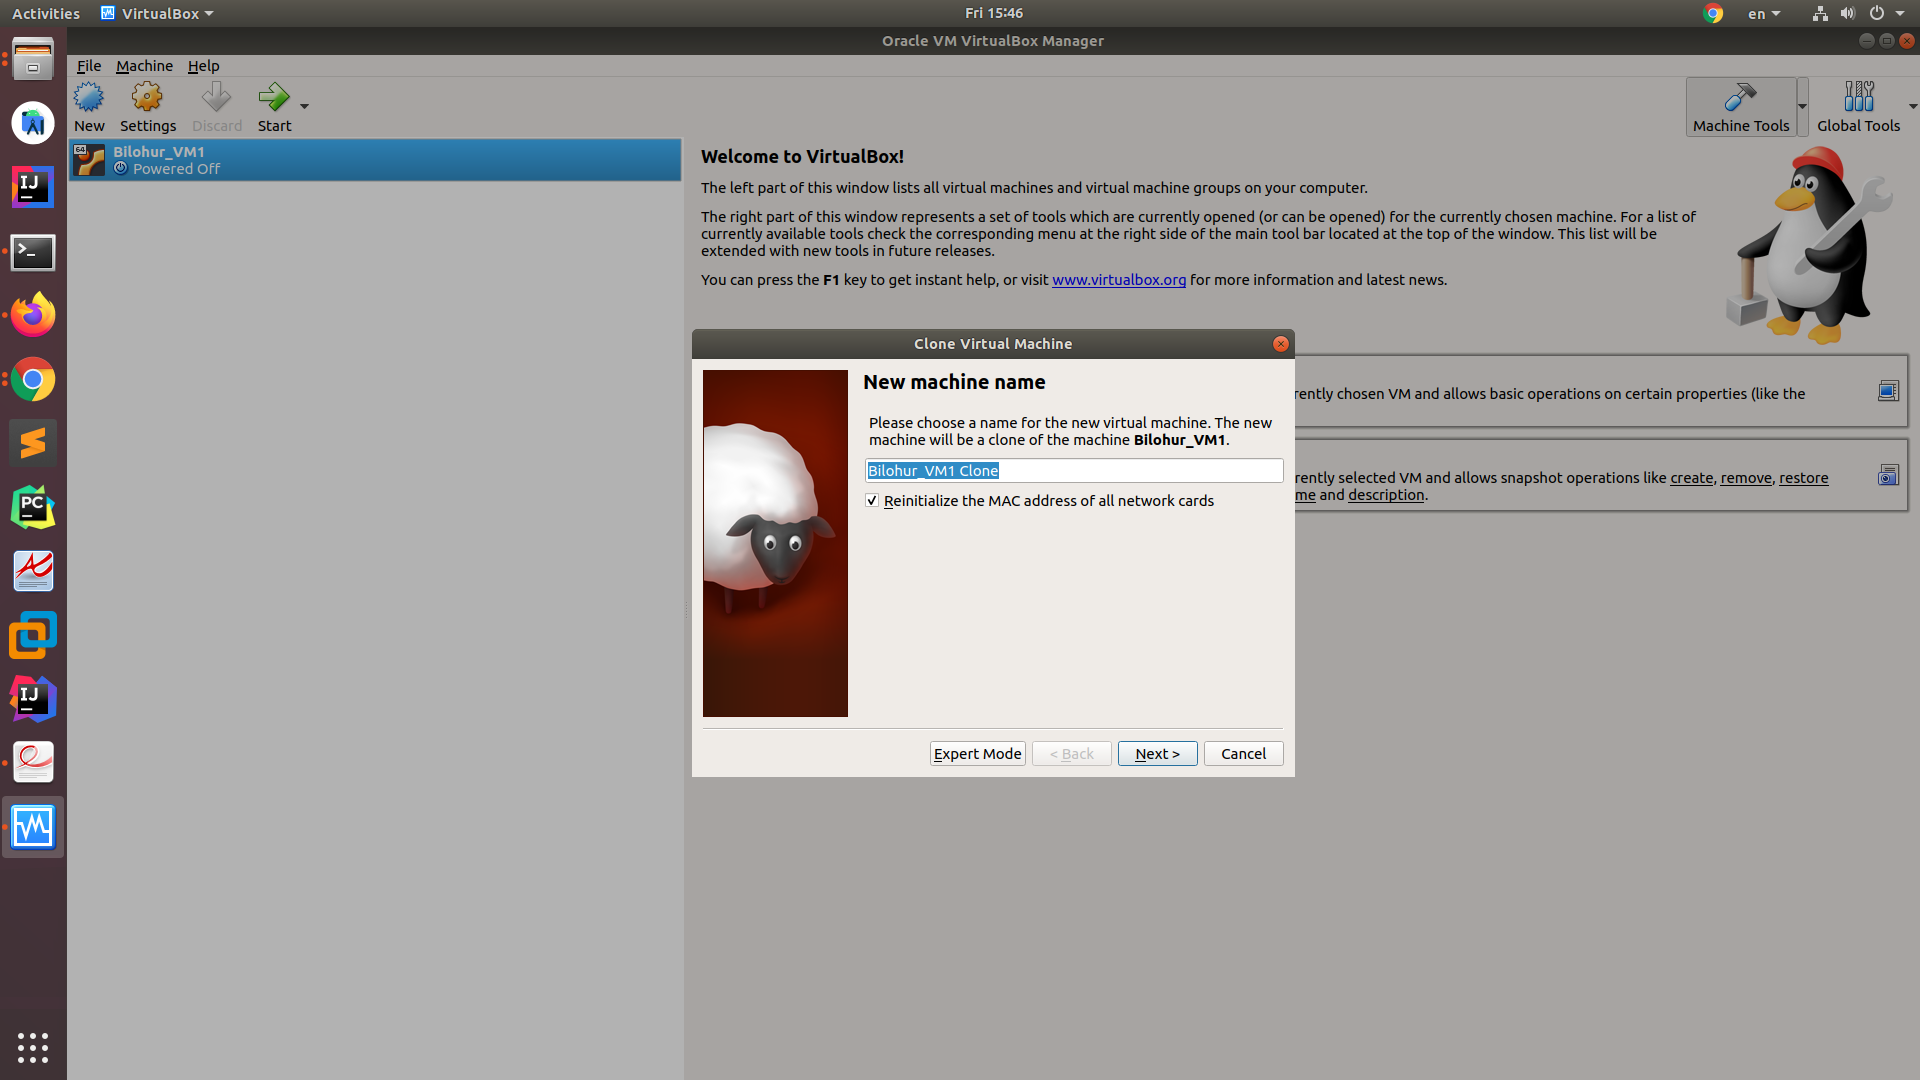 Activities VirtualBox Fri 15:46 en
Oracle VM VirtualBox Manager
File Machine Help
New Settings Discard Start Machine Tools Global Tools
64 Bilohur_VM1
Powered Off
Welcome to VirtualBox!
The left part of this window lists all virtual machines and virtual machine groups on your computer.
The right part of this window represents a set of tools which are currently opened (or can be opened) for the currently chosen machine. For a list of
currently available tools check the corresponding menu at the right side of the main tool bar located at the top of the window. This list will be
extended with new tools in future releases.
You can press the F1 key to get instant help, or visit www.virtualbox.org for more information and latest news.
rently chosen VM and allows basic operations on certain properties (like the
rently selected VM and allows snapshot operations like create, remove, restore
me and description.
Clone Virtual Machine
New machine name
Please choose a name for the new virtual machine. The new
machine will be a clone of the machine Bilohur_VM1.
Bilohur_VM1 Clone
Reinitialize the MAC address of all network cards
Expert Mode < Back Next > Cancel
IJ
PC
IJ